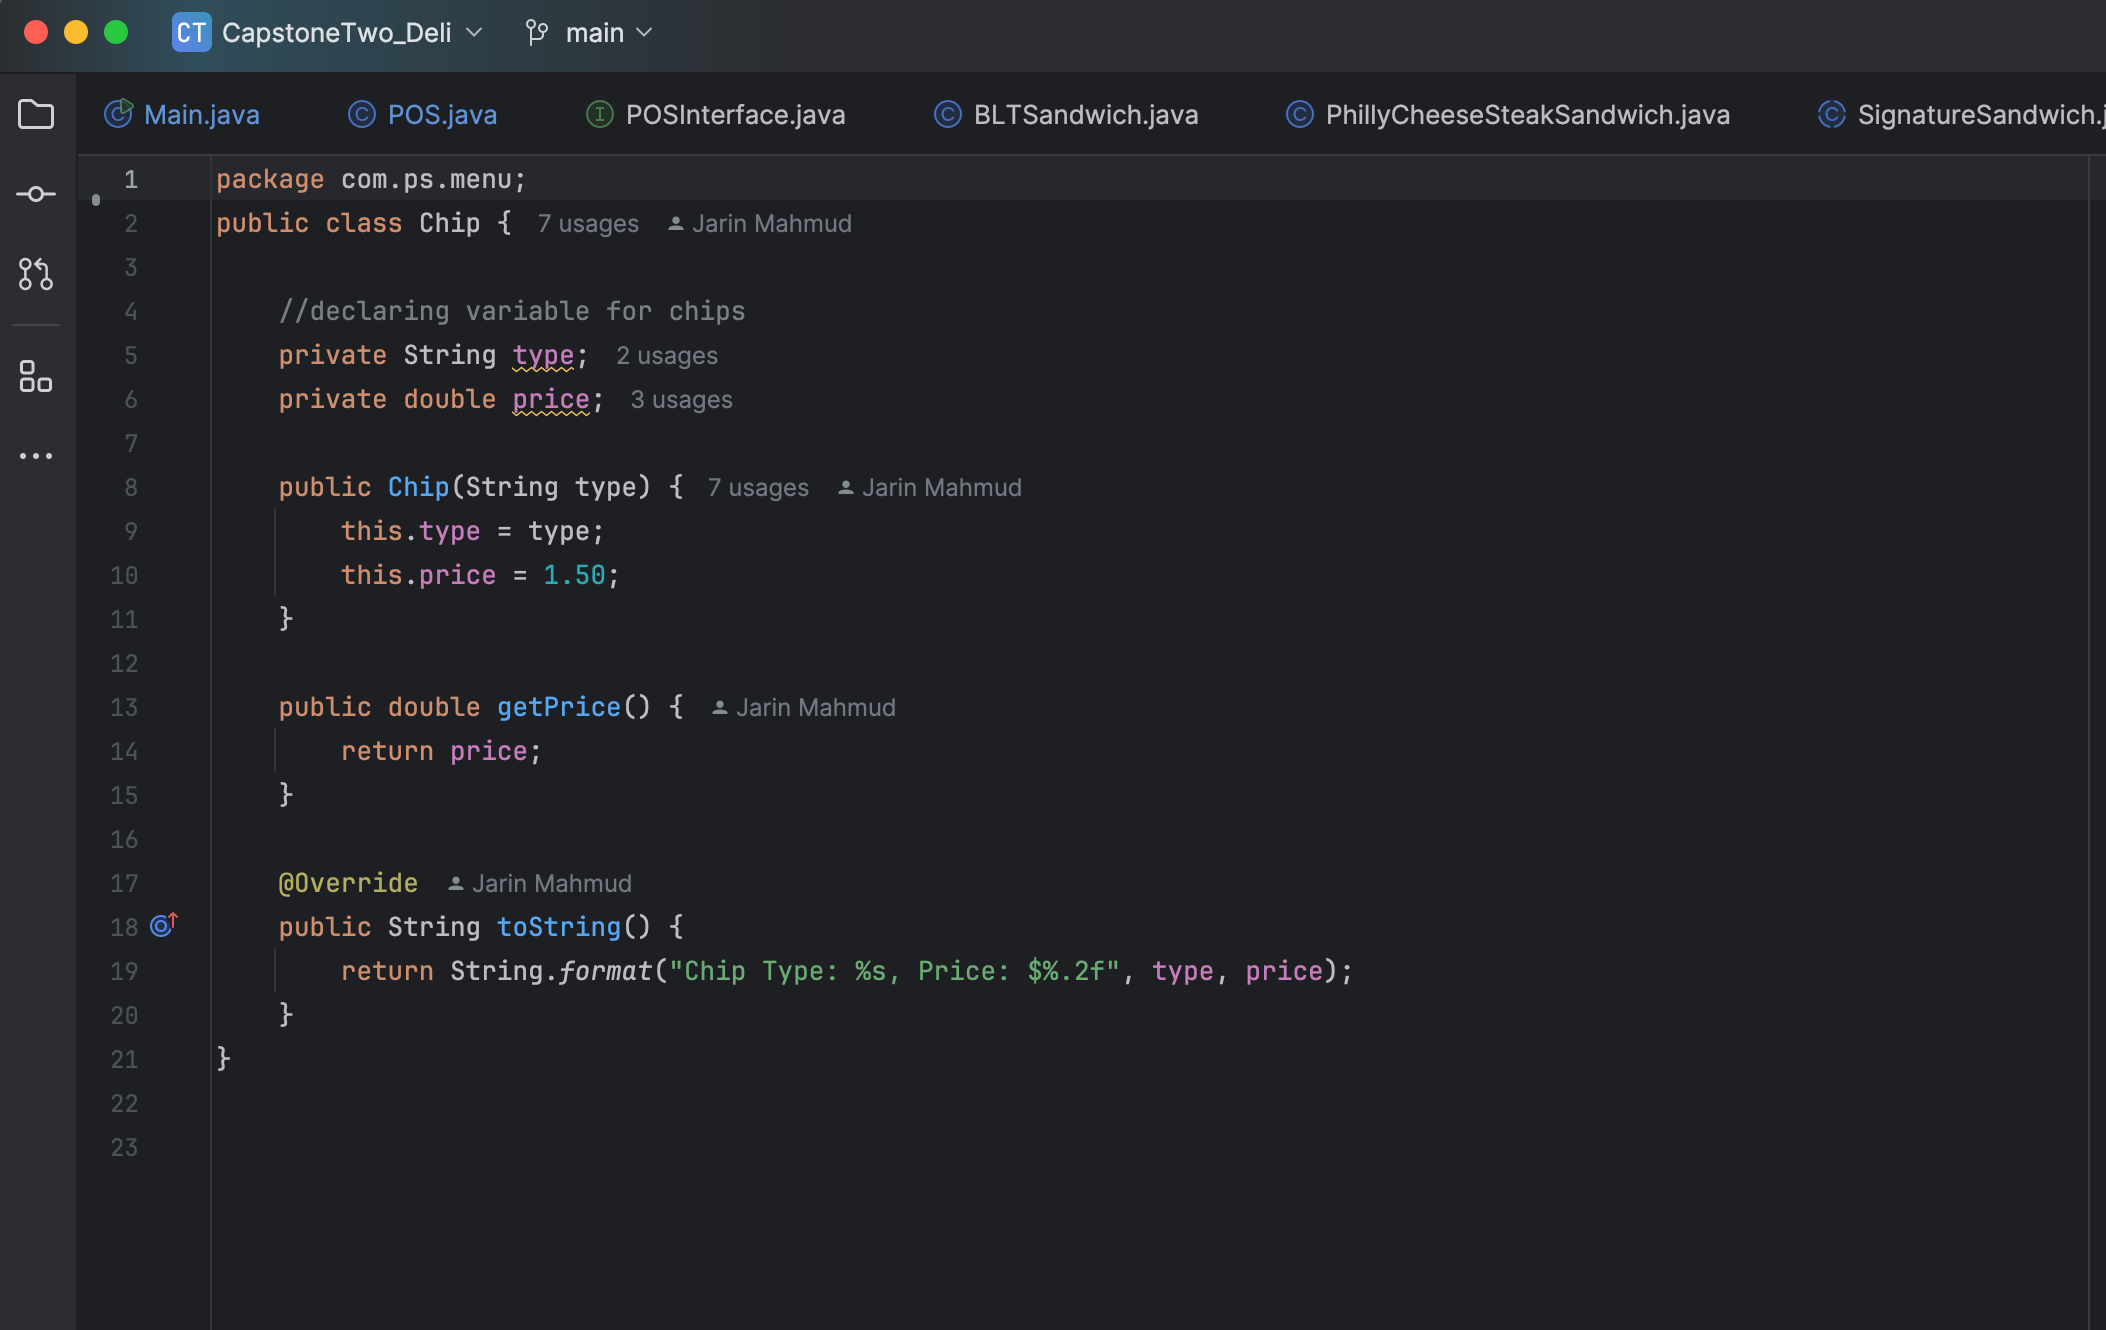 CT CapstoneTwo_Deli main
Main.java POS.java POSInterface.java BLTSandwich.java PhillyCheeseSteakSandwich.java SignatureSandwich.j
1 package com.ps.menu;
2 public class Chip { 7 usages Jarin Mahmud
3
4 //declaring variable for chips
5 private String type; 2 usages
6 private double price; 3 usages
7
8 public Chip(String type) { 7 usages Jarin Mahmud
9 this.type = type;
10 this.price = 1.50;
11 }
12
13 public double getPrice() { Jarin Mahmud
14 return price;
15 }
16
17 @Override Jarin Mahmud
18 public String toString() {
19 return String.format("Chip Type: %s, Price: $%.2f", type, price);
20 }
21 }
22
23